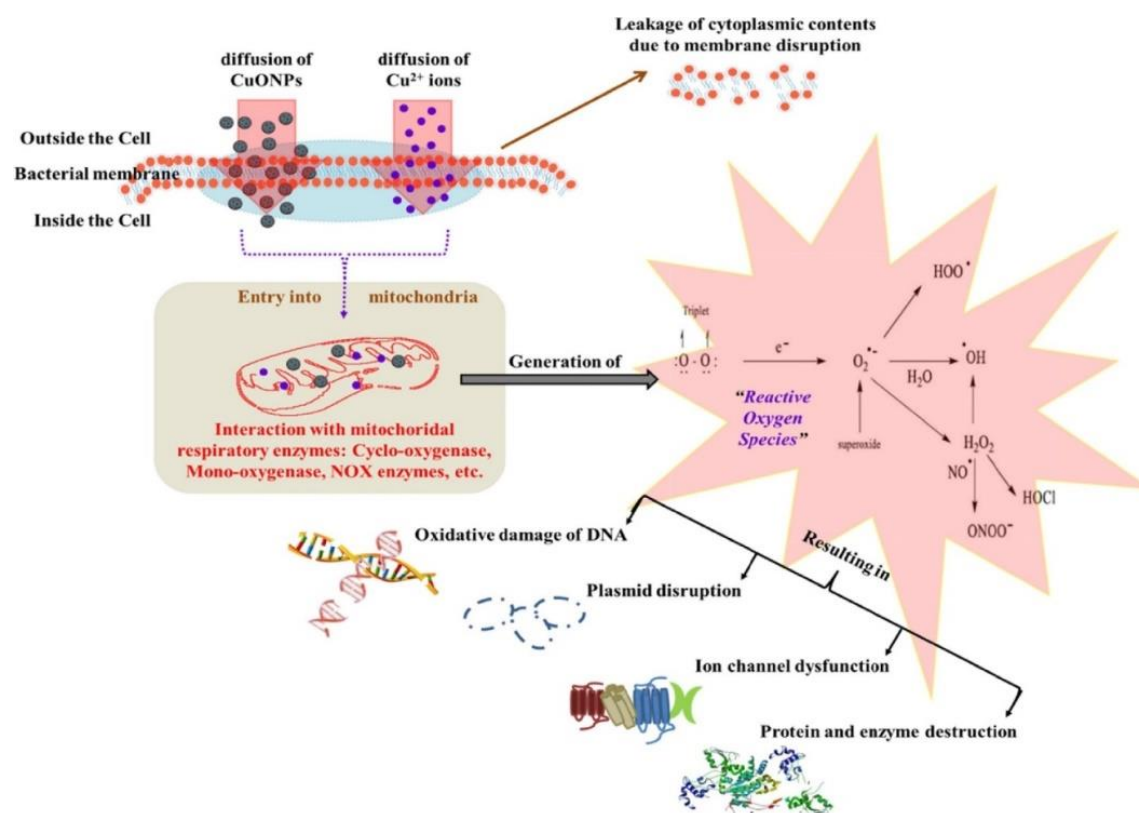 Leakage of cytoplasmic contents
due to membrane disruption
diffusion of
CuONPs
diffusion of
Cu²⁺ ions
Outside the Cell
Bacterial membrane
Inside the Cell
Entry into mitochondria
Interaction with mitochoridal
respiratory enzymes: Cyclo-oxygenase,
Mono-oxygenase, NOX enzymes, etc.
Generation of
Triplet
:O-O:
e⁻
O₂•⁻
HOO•
•OH
H₂O
"Reactive
Oxygen
Species"
superoxide
H₂O₂
NO•
HOCl
ONOO⁻
Resulting in
Oxidative damage of DNA
Plasmid disruption
Ion channel dysfunction
Protein and enzyme destruction